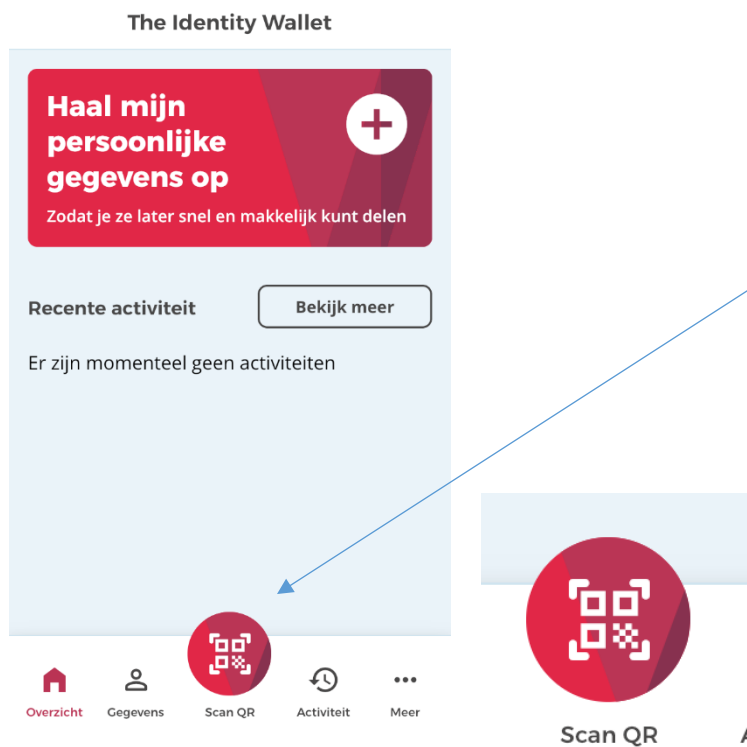 The Identity Wallet
Haal mijn
persoonlijke
gegevens op
Zodat je ze later snel en makkelijk kunt delen
Recente activiteit
Bekijk meer
Er zijn momenteel geen activiteiten
Overzicht
Gegevens
Scan QR
Activiteit
Meer
Scan QR